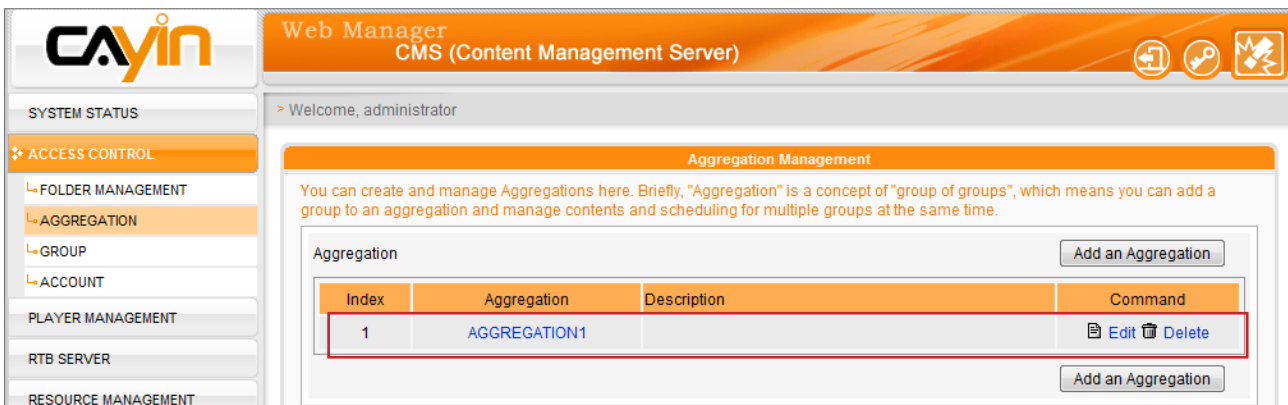 CAYIN
Web Manager
CMS (Content Management Server)
SYSTEM STATUS
> Welcome, administrator
ACCESS CONTROL
FOLDER MANAGEMENT
AGGREGATION
GROUP
ACCOUNT
PLAYER MANAGEMENT
RTB SERVER
RESOURCE MANAGEMENT
Aggregation Management
You can create and manage Aggregations here. Briefly, "Aggregation" is a concept of "group of groups", which means you can add a
group to an aggregation and manage contents and scheduling for multiple groups at the same time.
Aggregation Add an Aggregation
Index Aggregation Description Command
1 AGGREGATION1 Edit Delete
Add an Aggregation